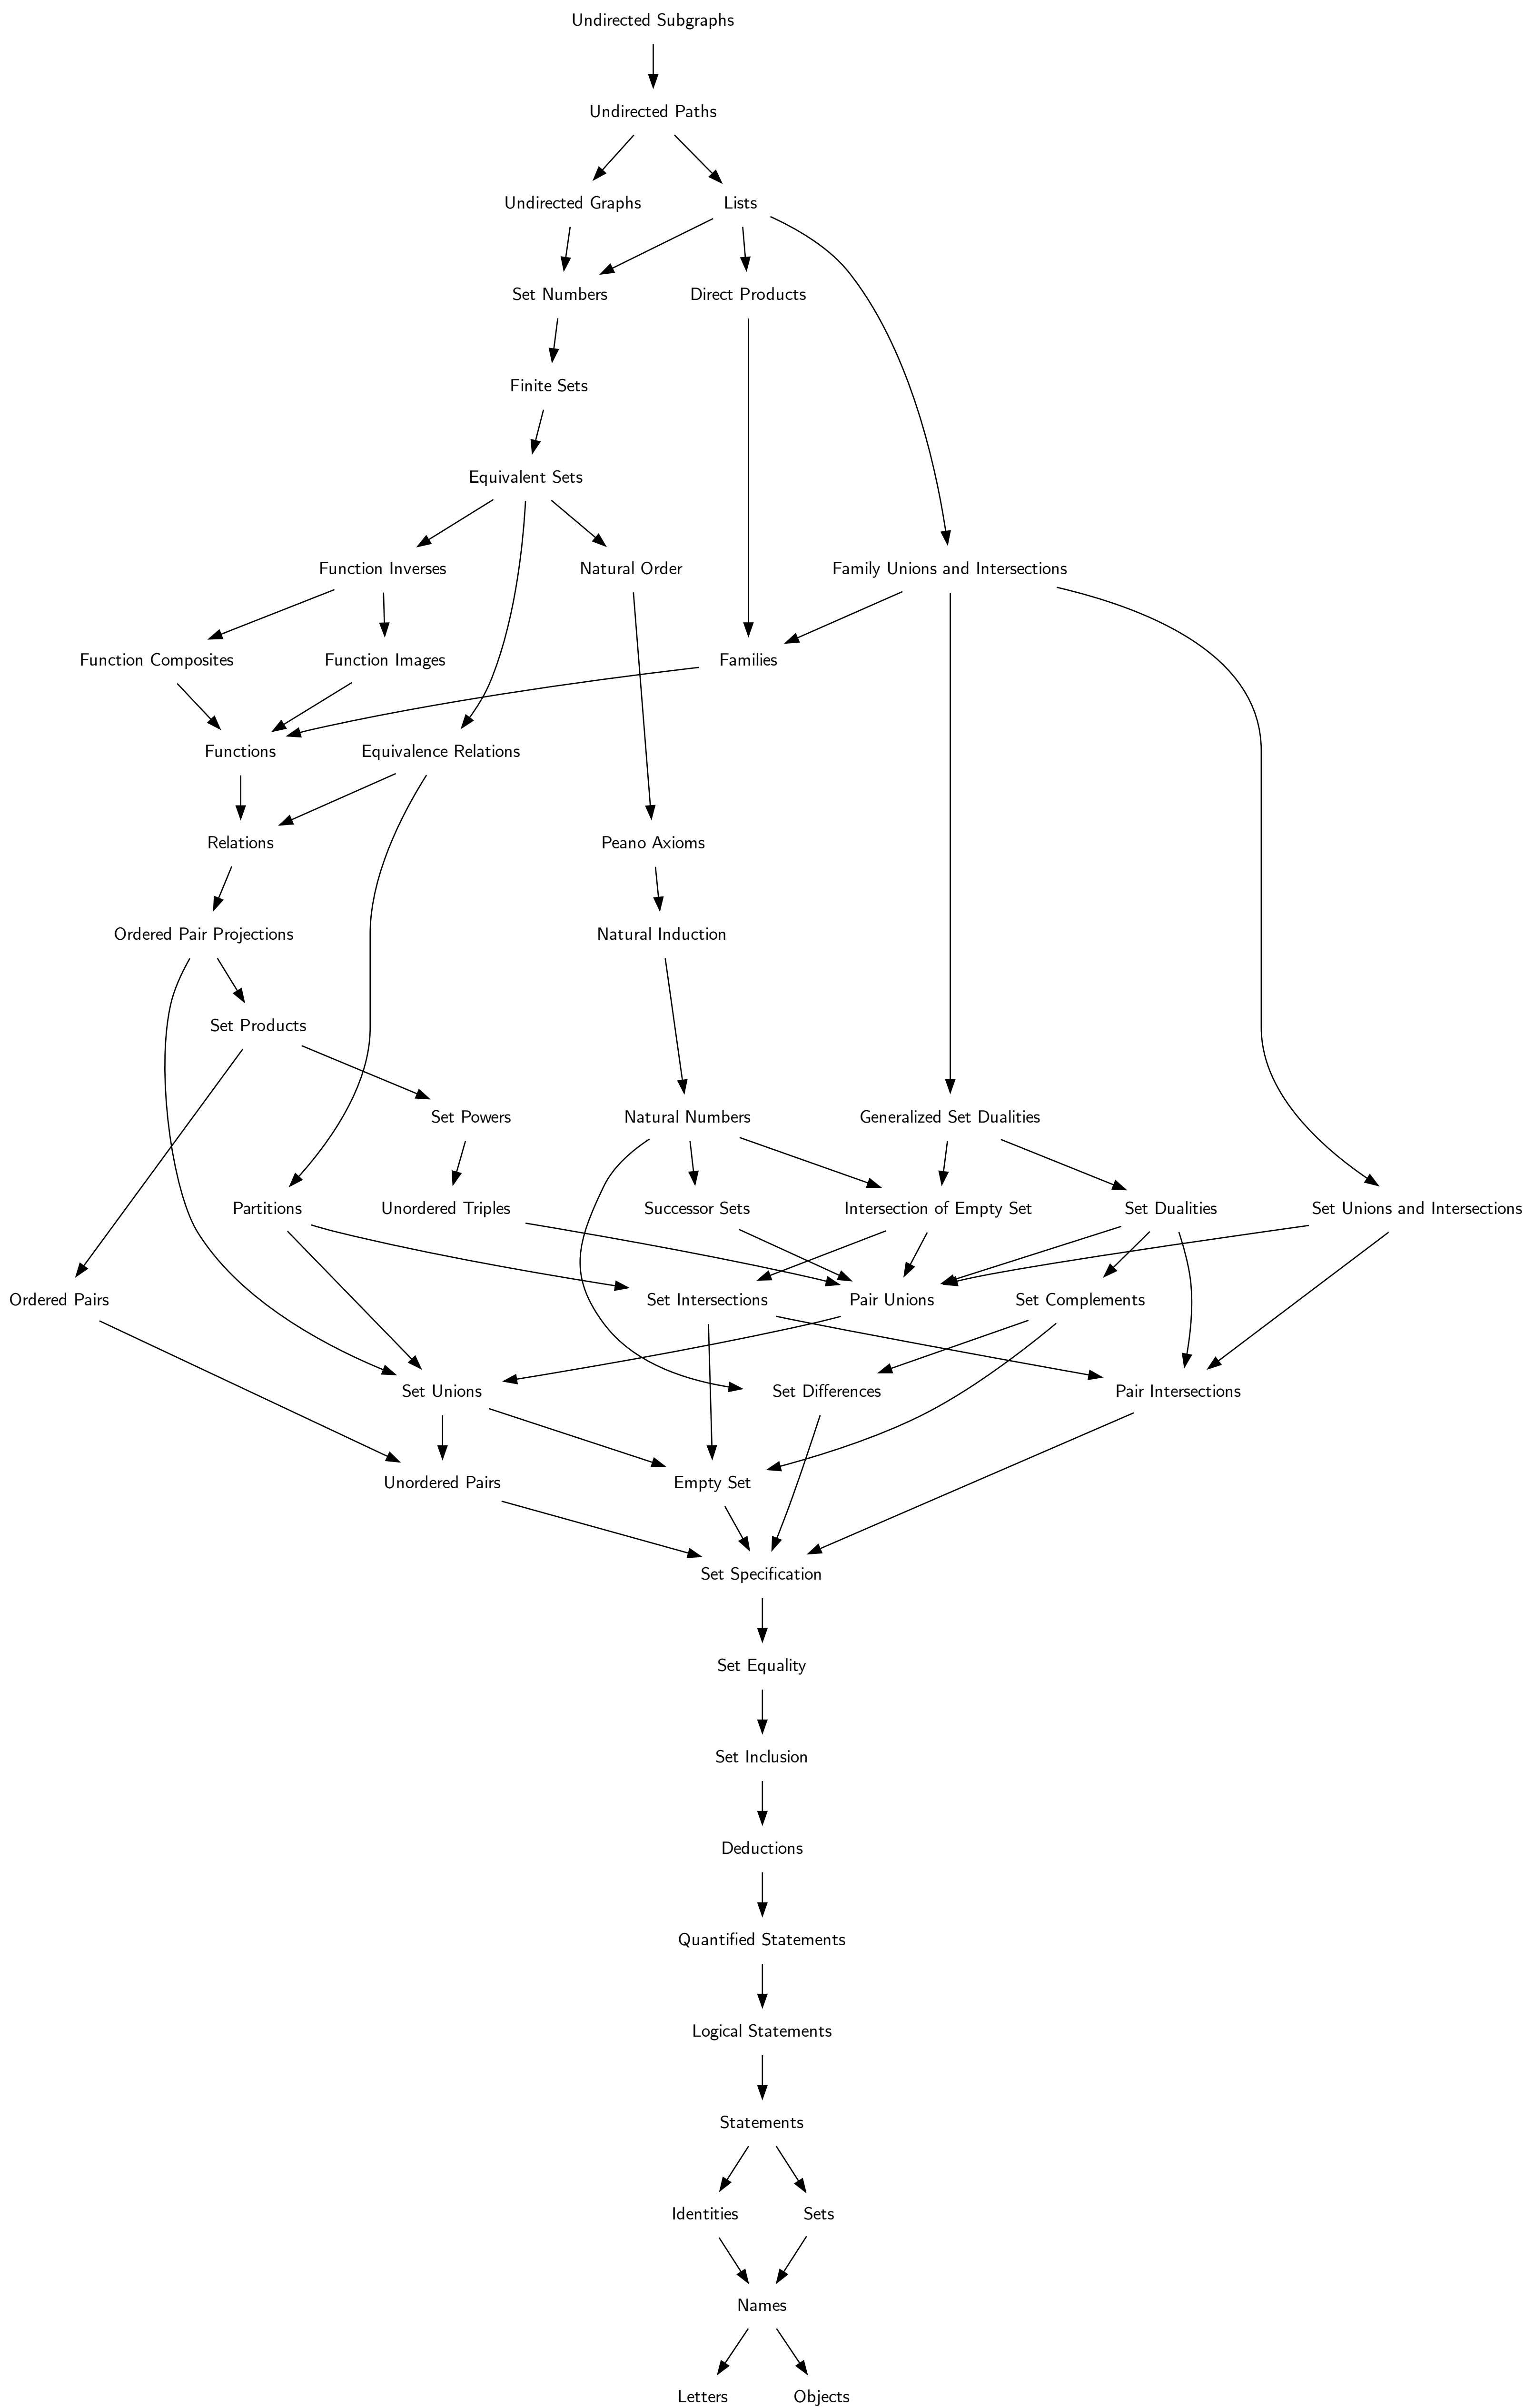 Undirected Subgraphs
Undirected Paths
Undirected Graphs
Lists
Set Numbers
Direct Products
Finite Sets
Equivalent Sets
Function Inverses
Natural Order
Family Unions and Intersections
Function Composites
Function Images
Families
Functions
Equivalence Relations
Relations
Peano Axioms
Ordered Pair Projections
Natural Induction
Set Products
Set Powers
Natural Numbers
Generalized Set Dualities
Partitions
Unordered Triples
Successor Sets
Intersection of Empty Set
Set Dualities
Set Unions and Intersections
Ordered Pairs
Set Intersections
Pair Unions
Set Complements
Set Unions
Set Differences
Pair Intersections
Unordered Pairs
Empty Set
Set Specification
Set Equality
Set Inclusion
Deductions
Quantified Statements
Logical Statements
Statements
Identities
Sets
Names
Letters
Objects